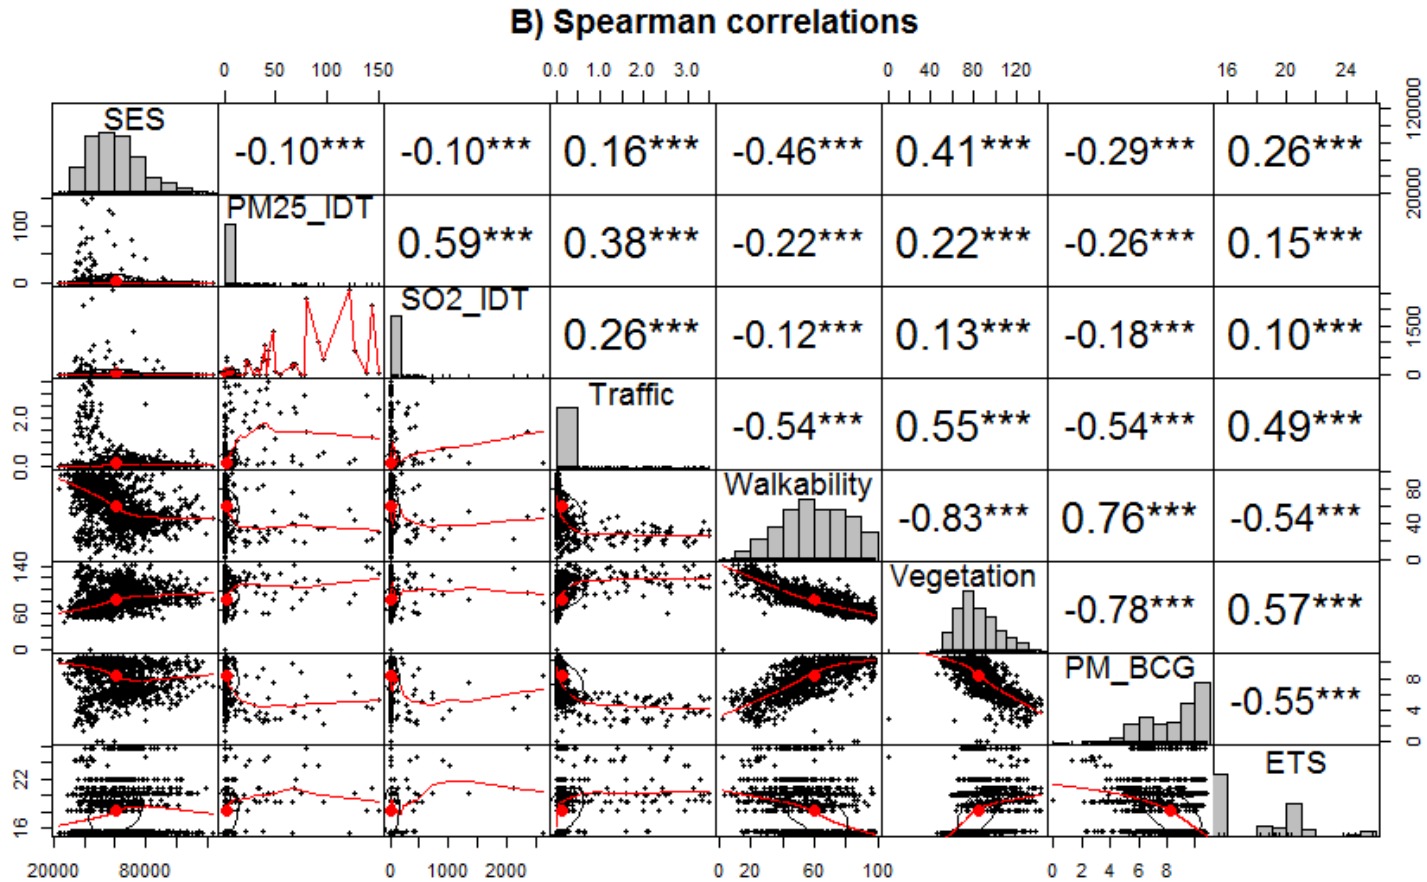 B) Spearman correlations
0 50 100 150 0.0 1.0 2.0 3.0 0 40 80 120 16 20 24
SES -0.10*** -0.10*** 0.16*** -0.46*** 0.41*** -0.29*** 0.26*** 20000 120000
100 0 PM25_IDT 0.59*** 0.38*** -0.22*** 0.22*** -0.26*** 0.15***
SO2_IDT 0.26*** -0.12*** 0.13*** -0.18*** 0.10*** 0 1500
2.0 0.0 Traffic -0.54*** 0.55*** -0.54*** 0.49***
Walkability -0.83*** 0.76*** -0.54*** 0 40 80
140 60 0 Vegetation -0.78*** 0.57***
PM_BCG -0.55*** 0 4 8
22 16 ETS
20000 80000 0 1000 2000 0 20 60 100 0 2 4 6 8